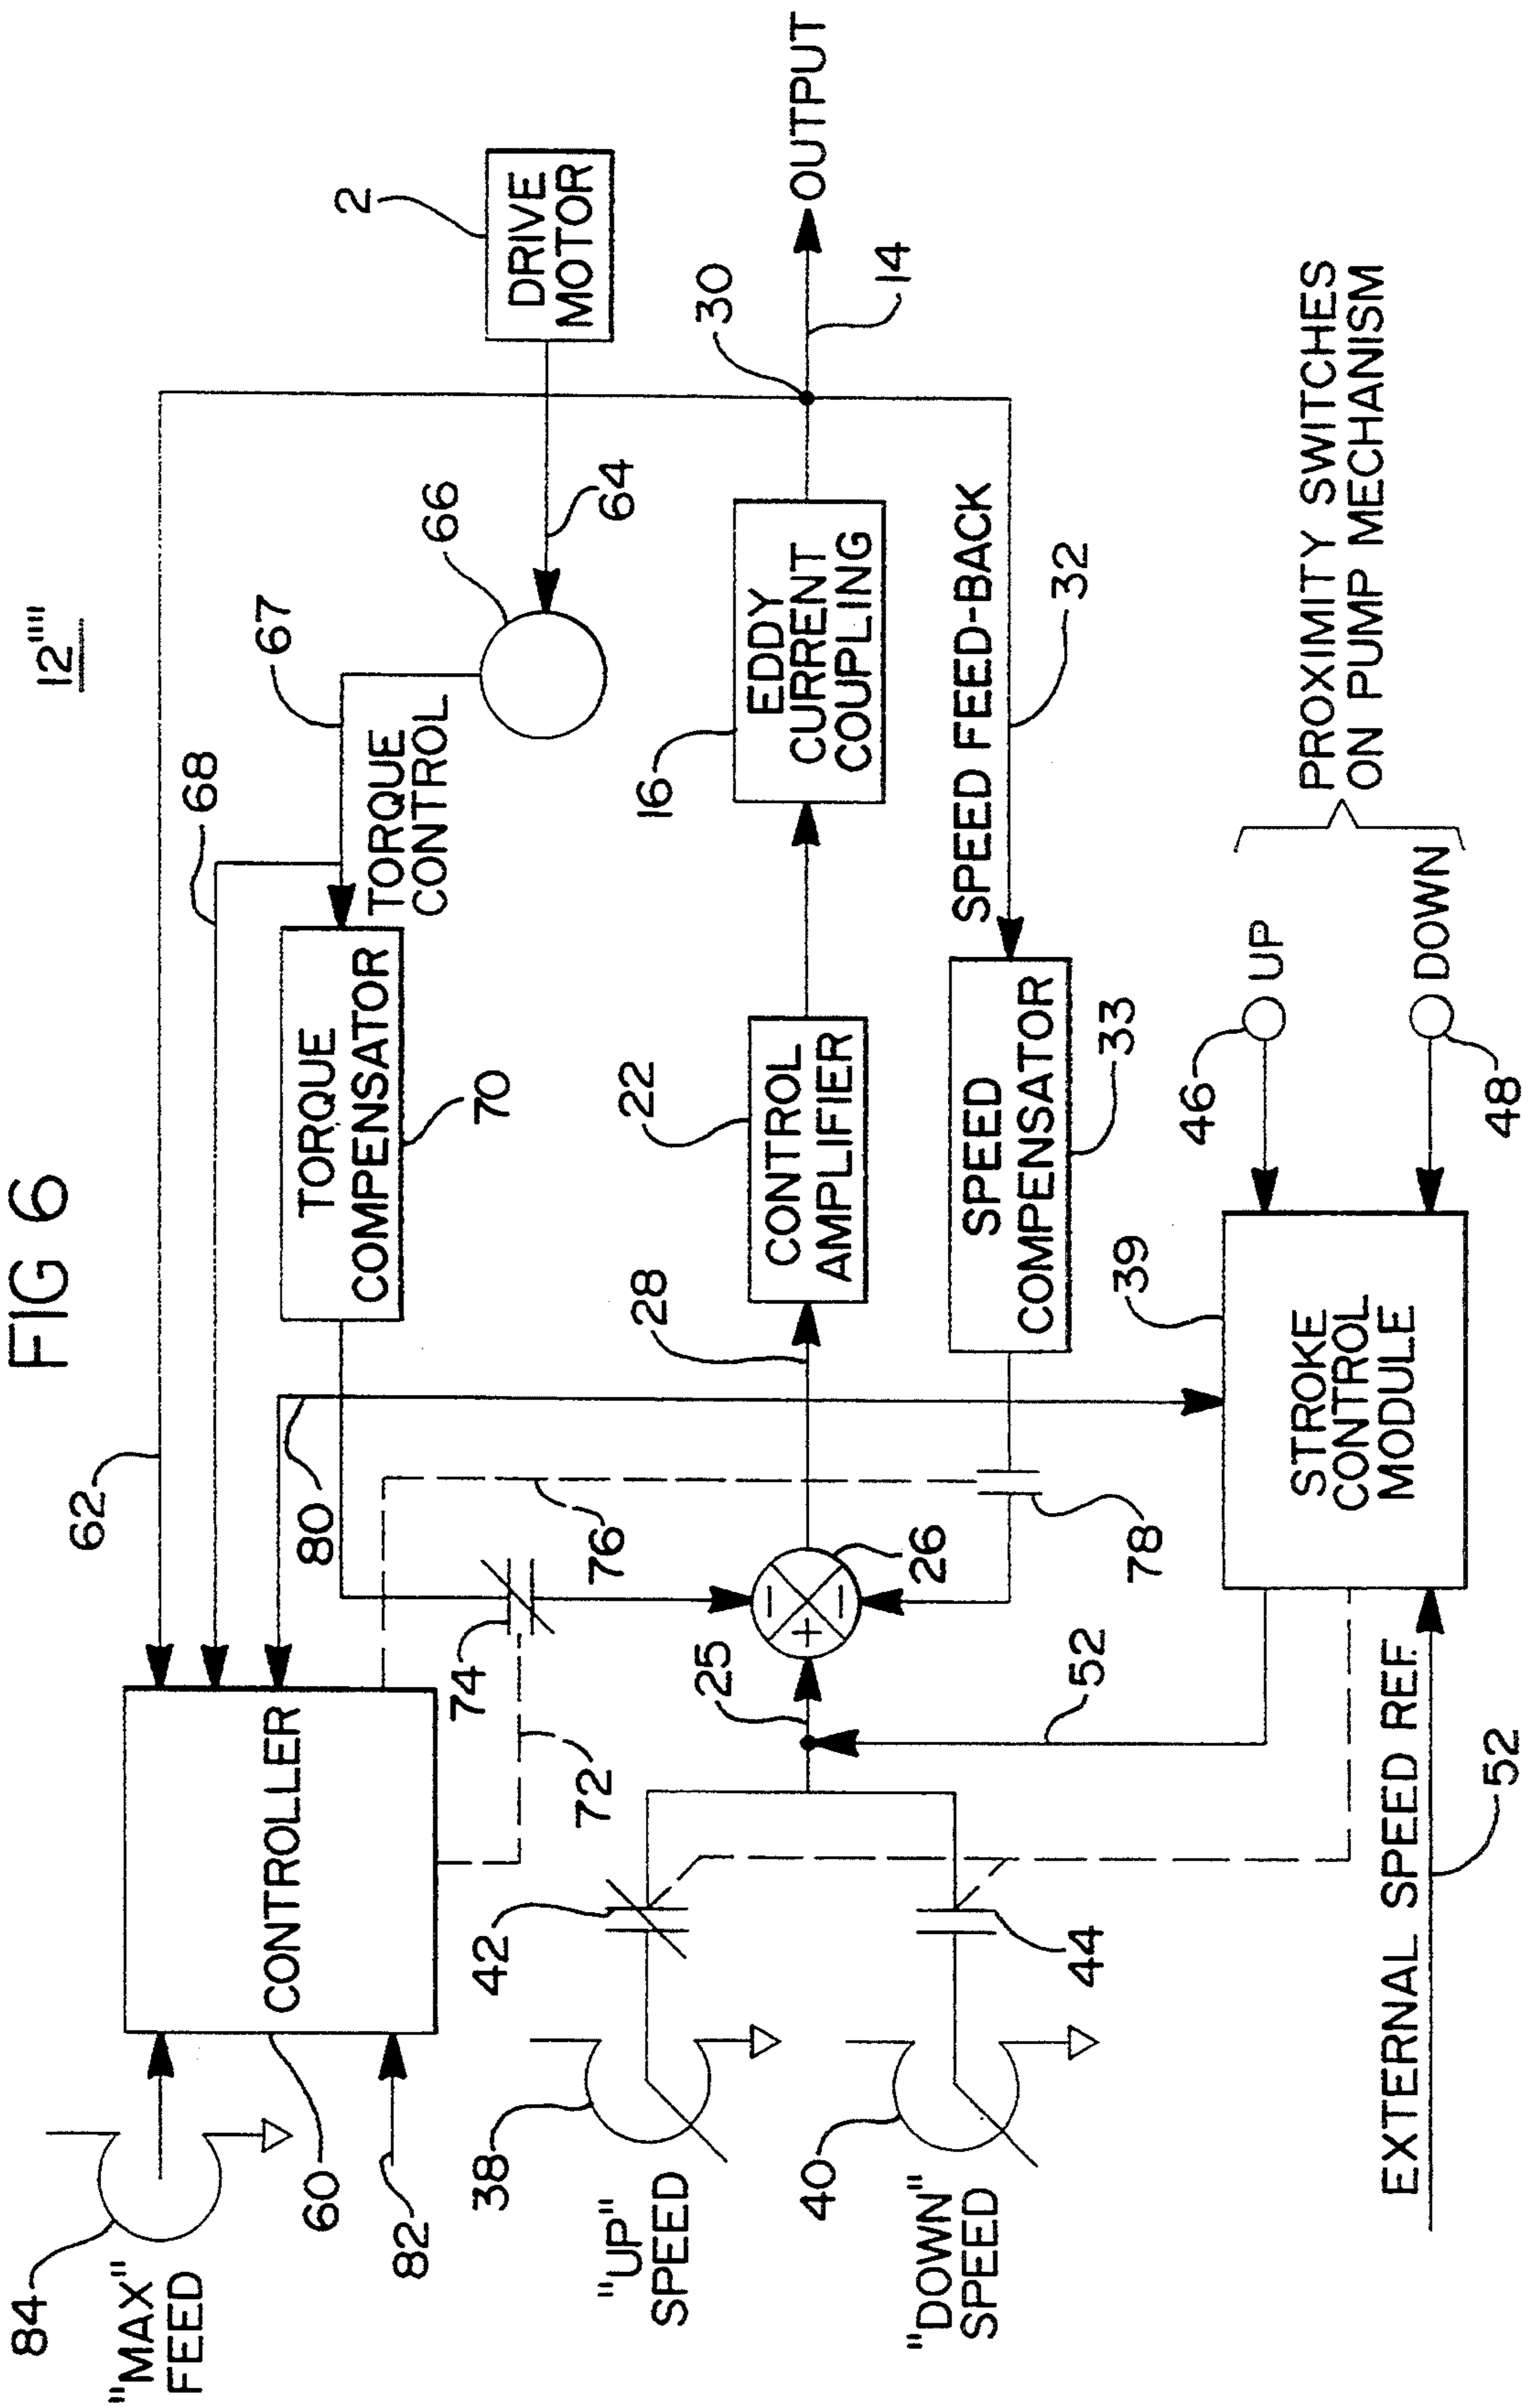 FIG 6
12''''
62
68
67
66
2
DRIVE
MOTOR
64
TORQUE
CONTROL
TORQUE
COMPENSATOR
70
80
76
74
72
CONTROLLER
84
"MAX"
FEED
60
82
"UP"
SPEED
38
42
"DOWN"
SPEED
40
44
25
52
26
28
78
22
CONTROL
AMPLIFIER
16
EDDY
CURRENT
COUPLING
30
14
OUTPUT
SPEED FEED-BACK
32
SPEED
COMPENSATOR
33
39
STROKE
CONTROL
MODULE
46
UP
48
DOWN
PROXIMITY SWITCHES
ON PUMP MECHANISM
EXTERNAL SPEED REF.
52